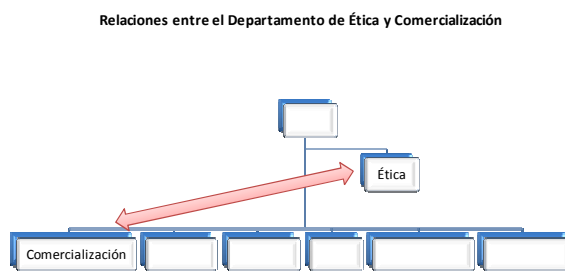 Relaciones entre el Departamento de Ética y Comercialización
Ética
Comercialización